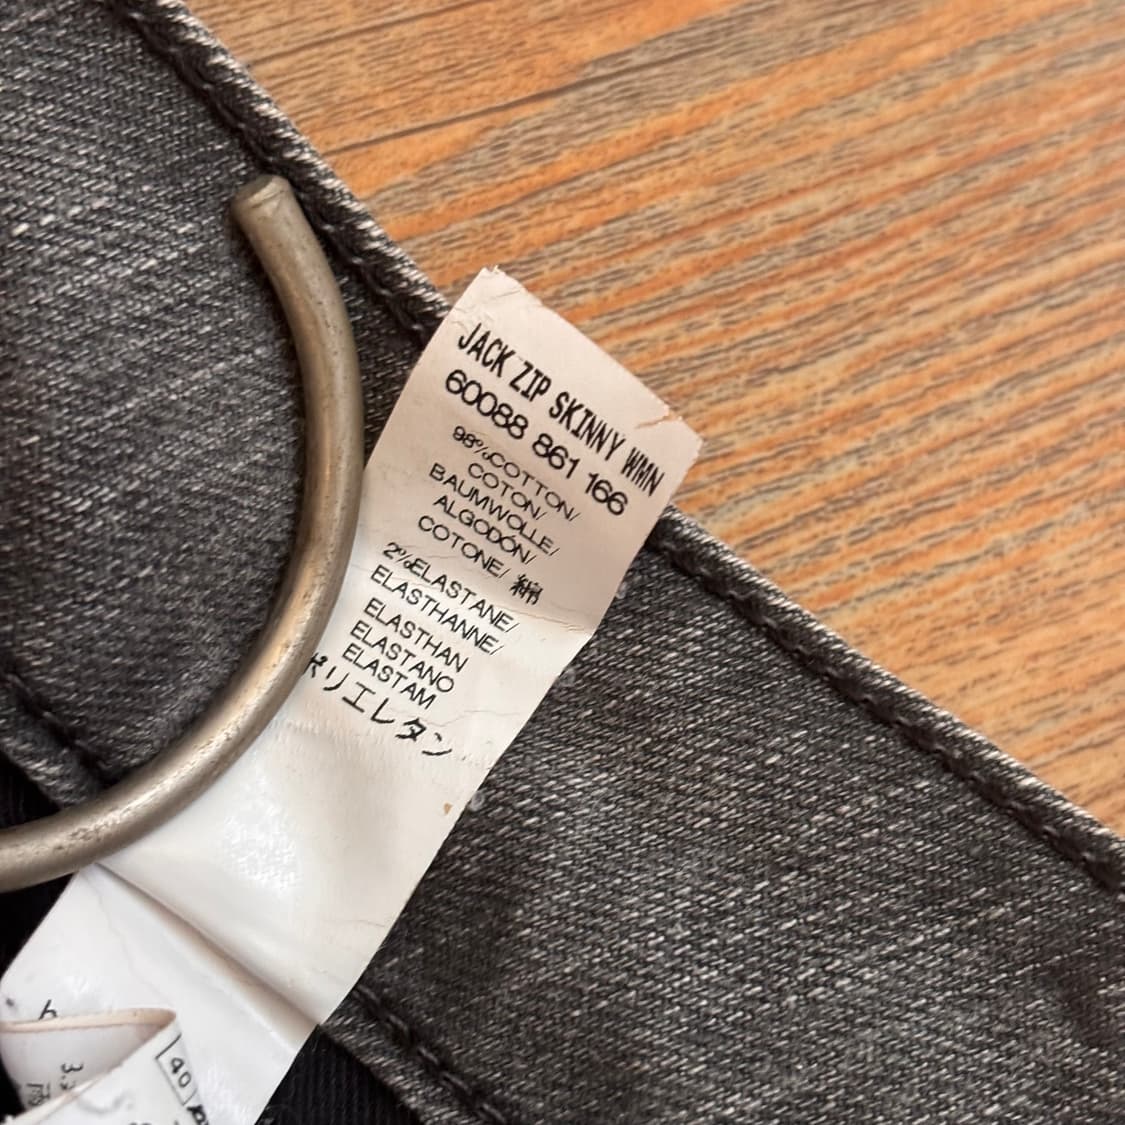 JACK ZIP SKINNY WMN
60088 861 166
98%COTTON/
COTON/
BAUMWOLLE/
ALGODÓN/
COTONE/ 綿
2%ELASTANE/
ELASTHANNE/
ELASTHAN
ELASTANO
ELASTAM
ポリエレタン
40